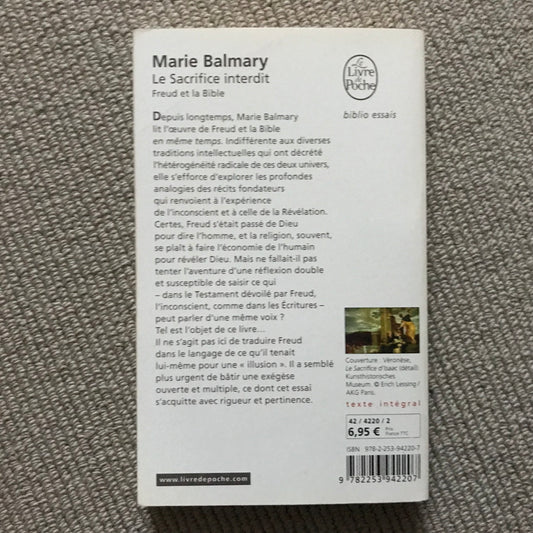 Marie Balmary
Le Sacrifice interdit
Freud et la Bible
Le
Livre
de
Poche
biblio essais
Depuis longtemps, Marie Balmary
lit l'œuvre de Freud et la Bible
en même temps. Indifférente aux diverses
traditions intellectuelles qui ont décrété
l'hétérogénéité radicale de ces deux univers,
elle s'efforce d'explorer les profondes
analogies des récits fondateurs
qui renvoient à l'expérience
de l'inconscient et à celle de la Révélation.
Certes, Freud s'était passé de Dieu
pour dire l'homme, et la religion, souvent,
se plaît à faire l'économie de l'humain
pour révéler Dieu. Mais ne fallait-il pas
tenter l'aventure d'une réflexion double
et susceptible de saisir ce qui
– dans le Testament dévoilé par Freud,
l'inconscient, comme dans les Écritures –
peut parler d'une même voix ?
Tel est l'objet de ce livre...
Il ne s'agit pas ici de traduire Freud
dans le langage de ce qu'il tenait
lui-même pour une « illusion ». Il a semblé
plus urgent de bâtir une exégèse
ouverte et multiple, ce dont cet essai
s'acquitte avec rigueur et pertinence.
Couverture : Véronèse,
Le Sacrifice d'Isaac (détail).
Kunsthistorisches
Museum. © Erich Lessing /
AKG Paris.
texte intégral
42 / 4220 / 2
6,95 € Prix
France TTC
ISBN : 978-2-253-94220-7
9 782253 942207
www.livredepoche.com